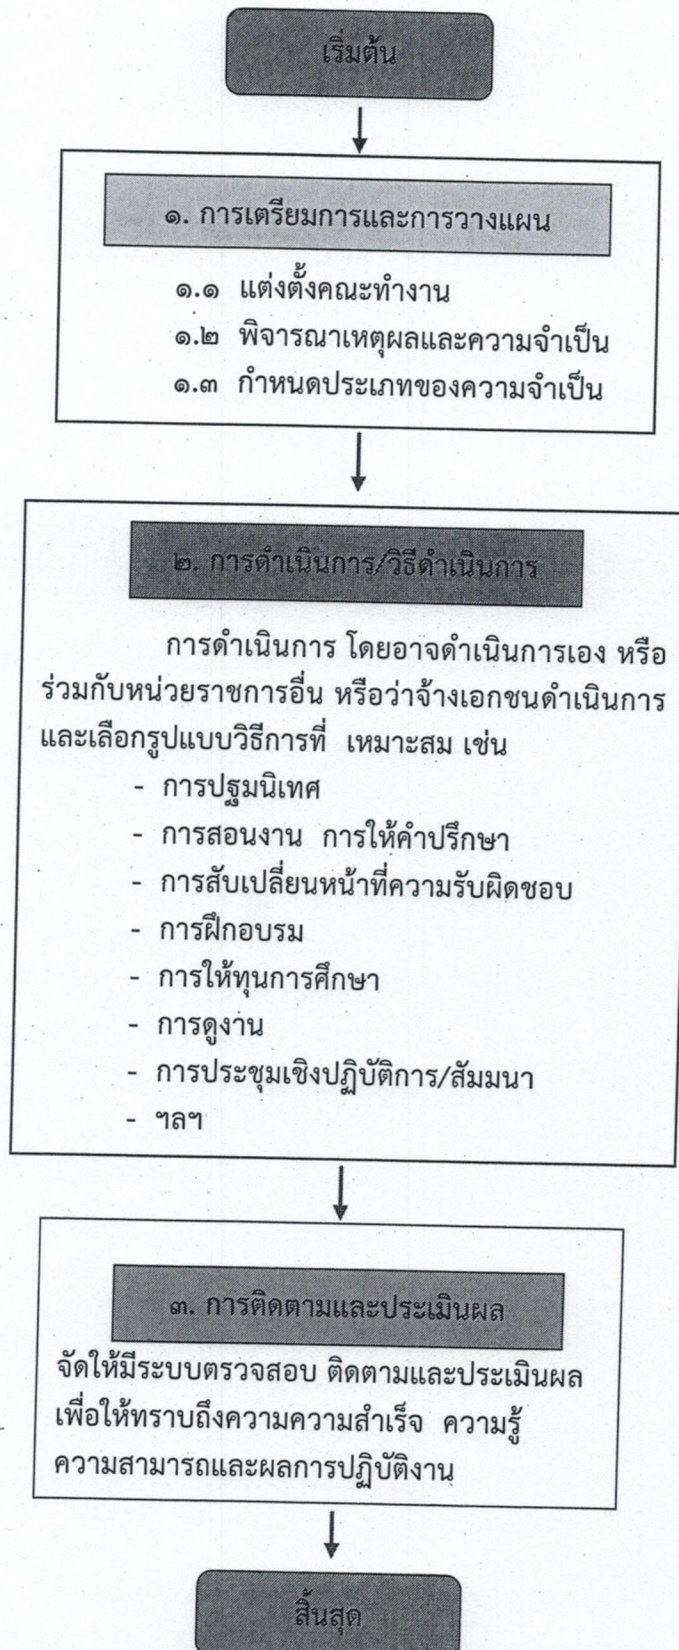 เริ่มต้น
๑. การเตรียมการและการวางแผน
๑.๑ แต่งตั้งคณะทำงาน
๑.๒ พิจารณาเหตุผลและความจำเป็น
๑.๓ กำหนดประเภทของความจำเป็น
๒. การดำเนินการ/วิธีดำเนินการ
การดำเนินการ โดยอาจดำเนินการเอง หรือ
ร่วมกับหน่วยราชการอื่น หรือว่าจ้างเอกชนดำเนินการ
และเลือกรูปแบบวิธีการที่ เหมาะสม เช่น
- การปฐมนิเทศ
- การสอนงาน การให้คำปรึกษา
- การสับเปลี่ยนหน้าที่ความรับผิดชอบ
- การฝึกอบรม
- การให้ทุนการศึกษา
- การดูงาน
- การประชุมเชิงปฏิบัติการ/สัมมนา
- ฯลฯ
๓. การติดตามและประเมินผล
จัดให้มีระบบตรวจสอบ ติดตามและประเมินผล
เพื่อให้ทราบถึงความความสำเร็จ ความรู้
ความสามารถและผลการปฏิบัติงาน
สิ้นสุด